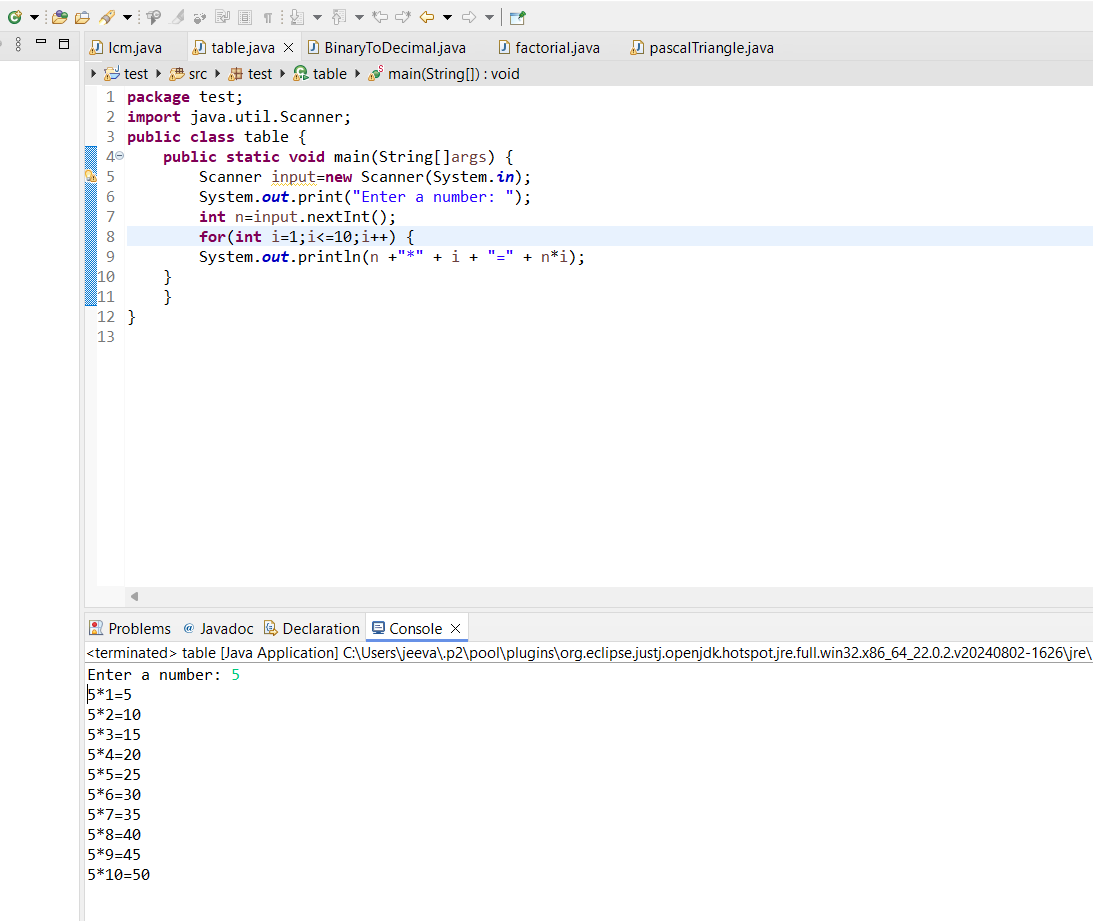 lcm.java table.java BinaryToDecimal.java factorial.java pascalTriangle.java
test src test table main(String[]) : void
1 package test;
2 import java.util.Scanner;
3 public class table {
4 public static void main(String[]args) {
5 Scanner input=new Scanner(System.in);
6 System.out.print("Enter a number: ");
7 int n=input.nextInt();
8 for(int i=1;i<=10;i++) {
9 System.out.println(n +"*" + i + "=" + n*i);
10 }
11 }
12 }
13
Problems @ Javadoc Declaration Console
<terminated> table [Java Application] C:\Users\jeeva\.p2\pool\plugins\org.eclipse.justj.openjdk.hotspot.jre.full.win32.x86_64_22.0.2.v20240802-1626\jre\
Enter a number: 5
5*1=5
5*2=10
5*3=15
5*4=20
5*5=25
5*6=30
5*7=35
5*8=40
5*9=45
5*10=50